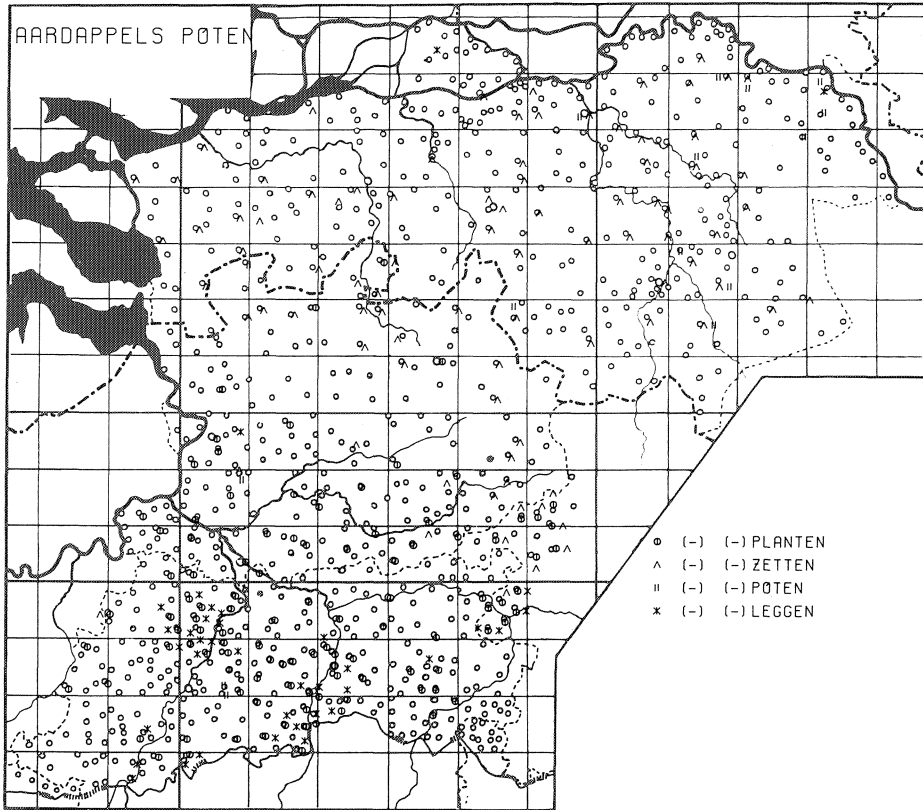 AARDAPPELS PØTEN
⦶ (-) (-) PLANTEN
^ (-) (-) ZETTEN
॥ (-) (-) PØTEN
ж (-) (-) LEGGEN